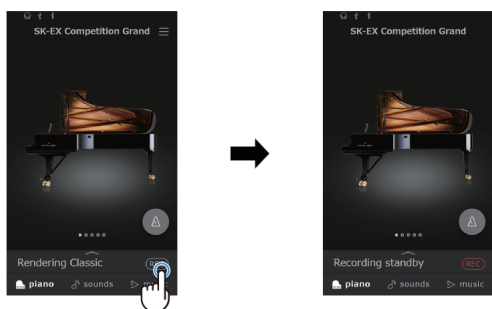 SK-EX Competition Grand
Rendering Classic
REC
piano sounds music
SK-EX Competition Grand
Recording standby
REC
piano sounds music